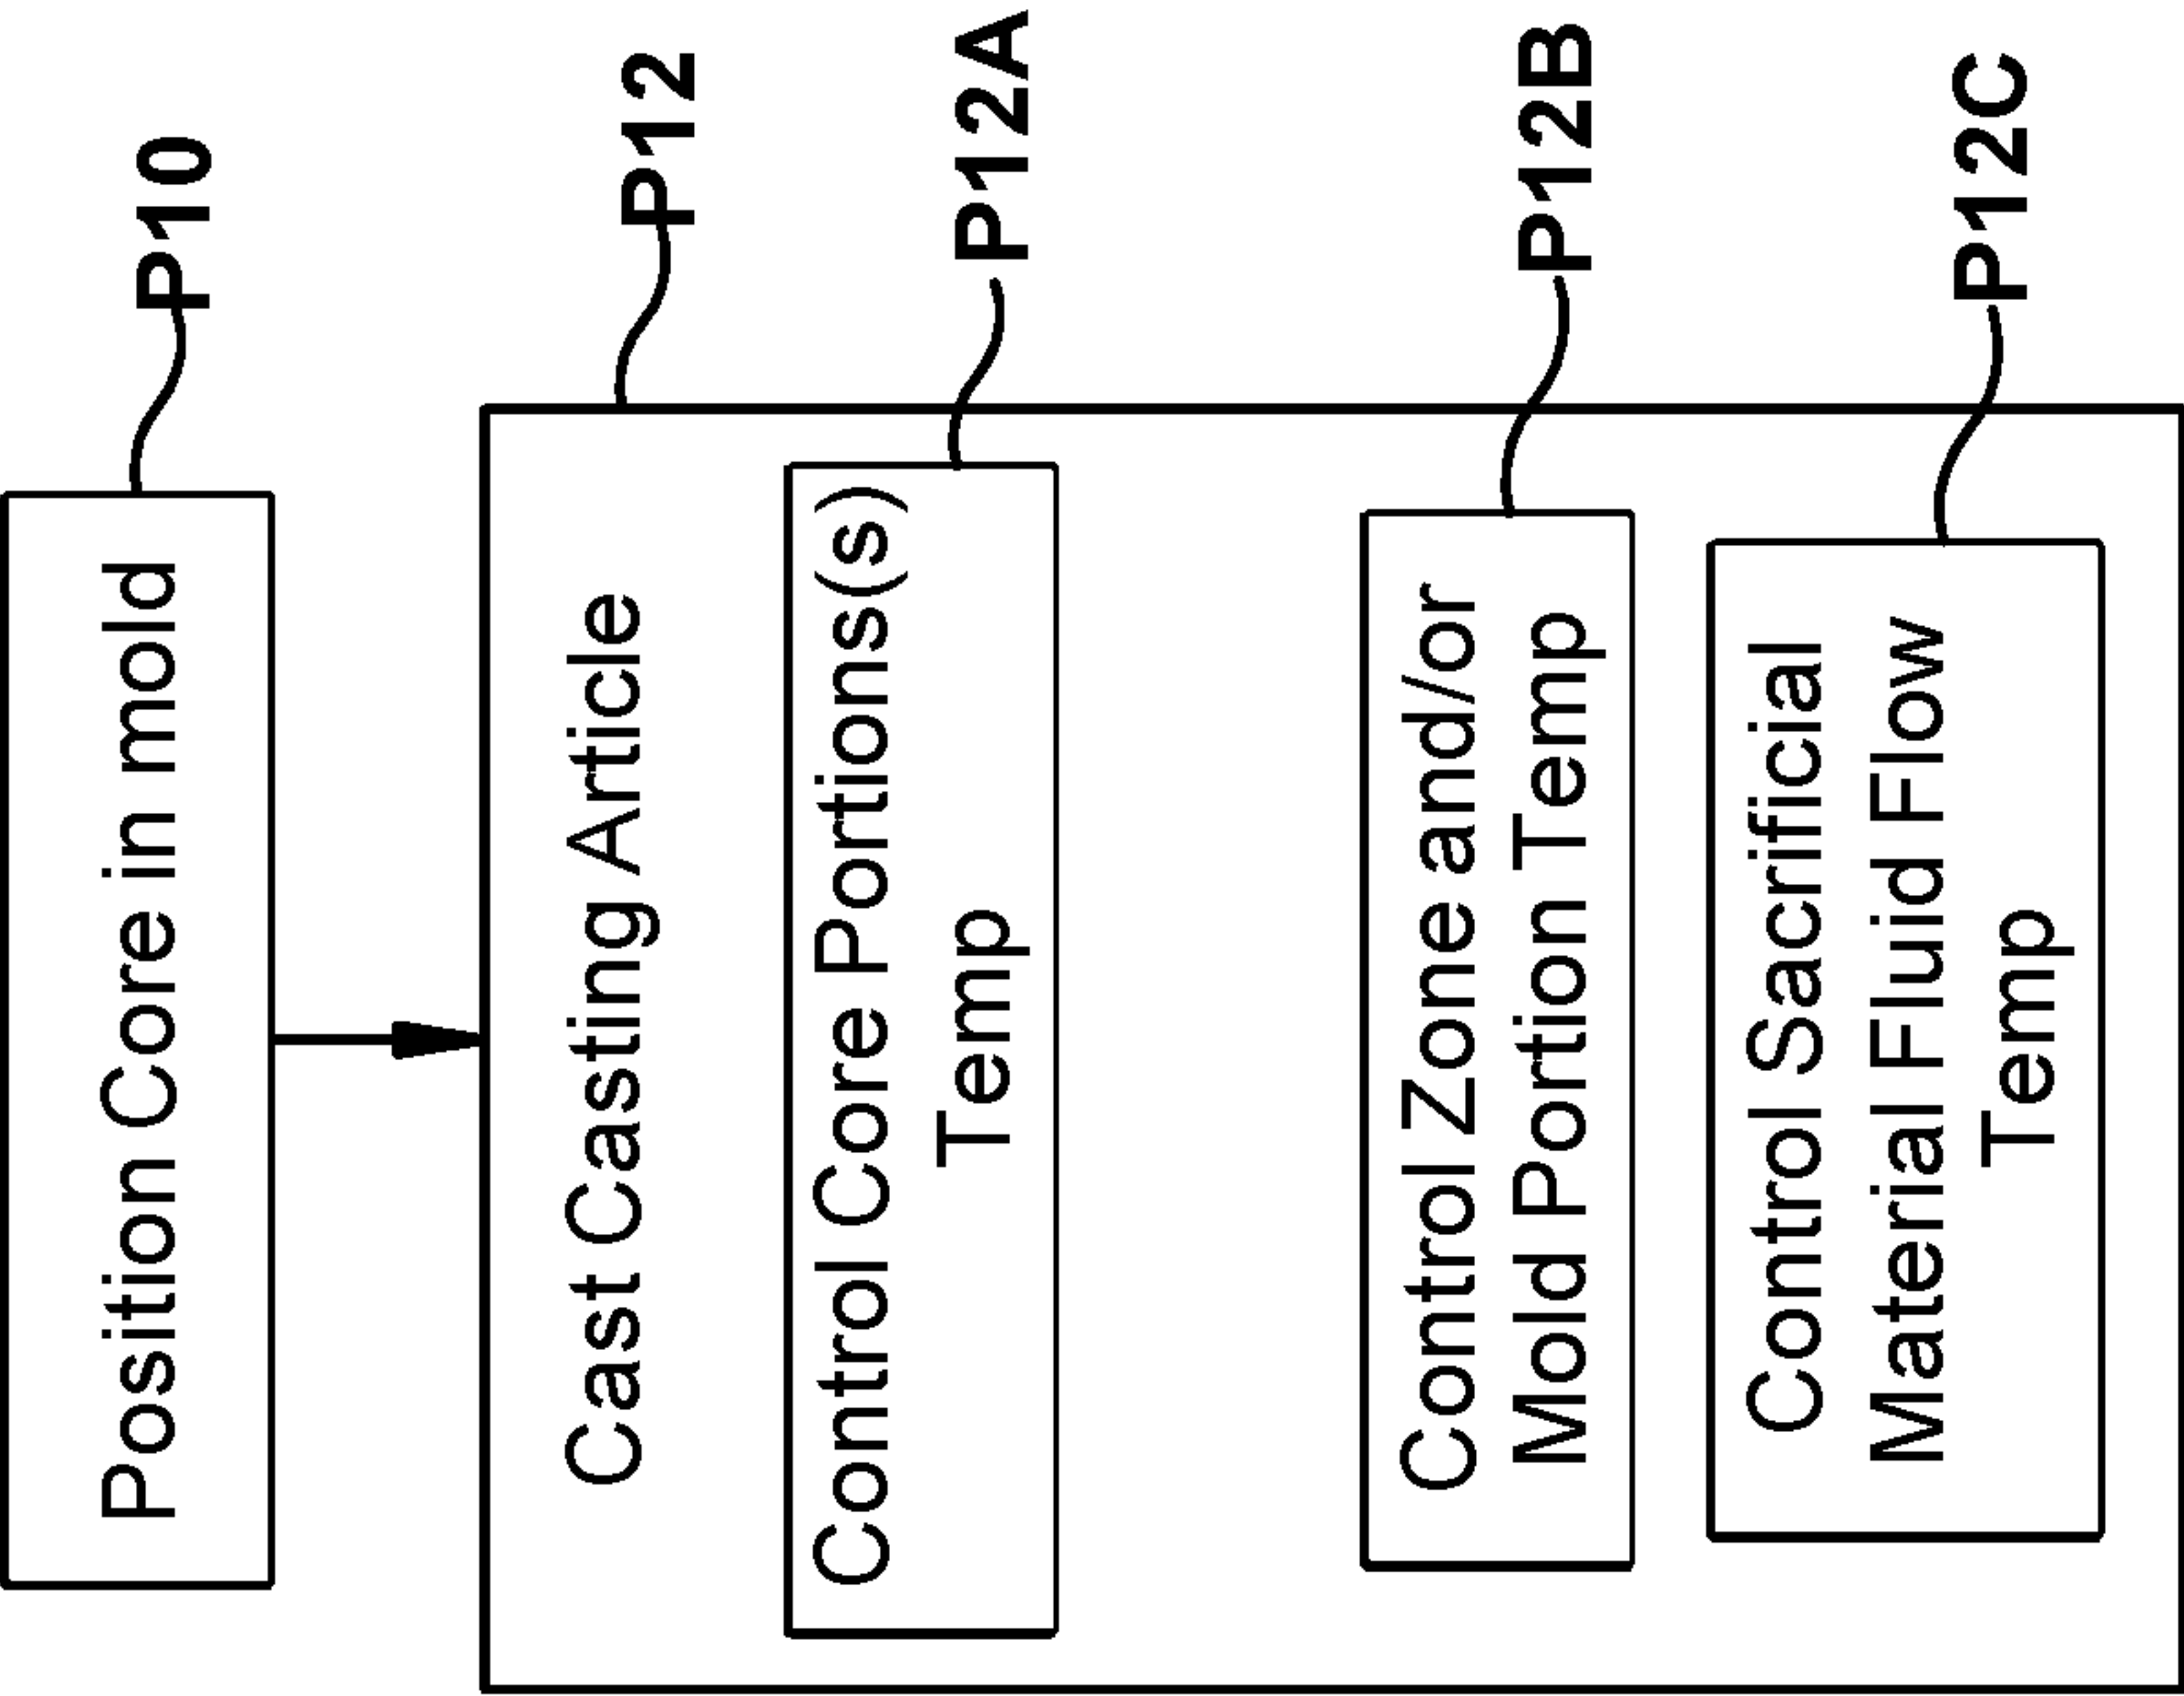 P10
Position Core in mold
P12
Cast Casting Article
P12A
Control Core Portions(s)
Temp
P12B
Control Zone and/or
Mold Portion Temp
P12C
Control Sacrificial
Material Fluid Flow
Temp